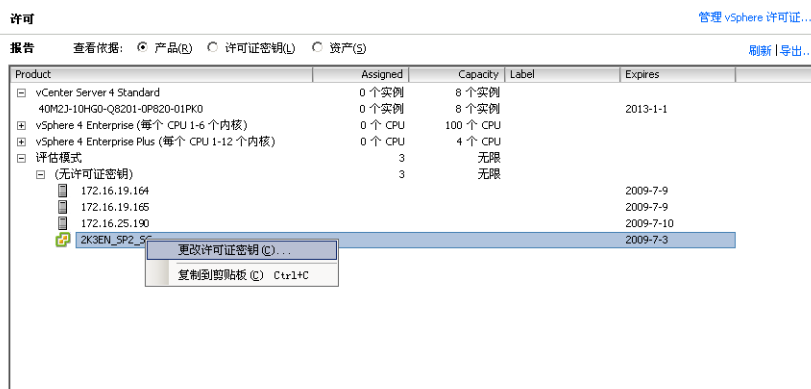 许可 管理 vSphere 许可证...
报告 查看依据: 产品(R) 许可证密钥(L) 资产(S) 刷新 | 导出...
Product Assigned Capacity Label Expires
vCenter Server 4 Standard 0 个实例 8 个实例
40M2J-10HG0-Q8201-0P820-01PK0 0 个实例 8 个实例 2013-1-1
vSphere 4 Enterprise (每个 CPU 1-6 个内核) 0 个 CPU 100 个 CPU
vSphere 4 Enterprise Plus (每个 CPU 1-12 个内核) 0 个 CPU 4 个 CPU
评估模式 3 无限
(无许可证密钥) 3 无限
172.16.19.164 2009-7-9
172.16.19.165 2009-7-9
172.16.25.190 2009-7-10
2K3EN_SP2_ 2009-7-3
更改许可证密钥(C)...
复制到剪贴板(C) Ctrl+C